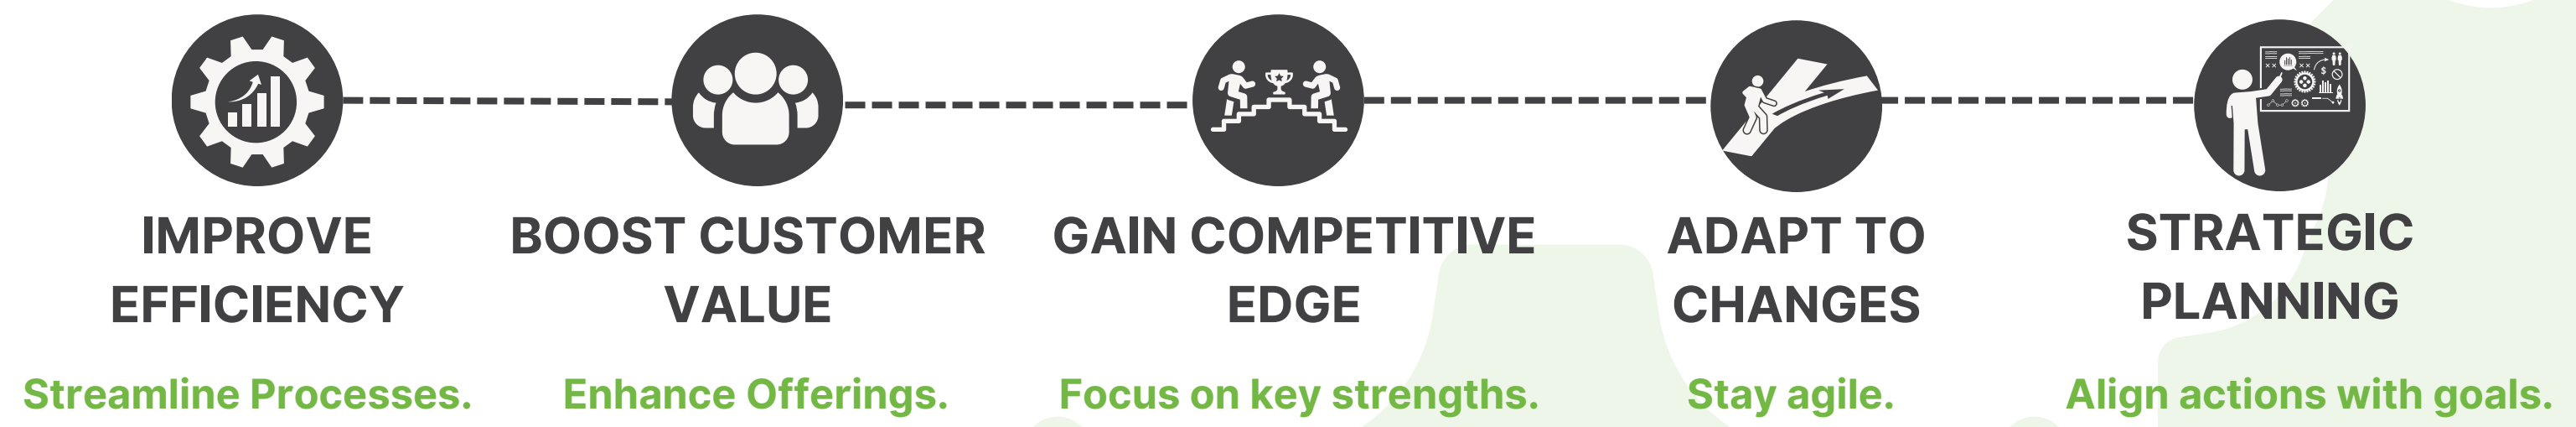 IMPROVE
EFFICIENCY
Streamline Processes.
BOOST CUSTOMER
VALUE
Enhance Offerings.
GAIN COMPETITIVE
EDGE
Focus on key strengths.
ADAPT TO
CHANGES
Stay agile.
STRATEGIC
PLANNING
Align actions with goals.